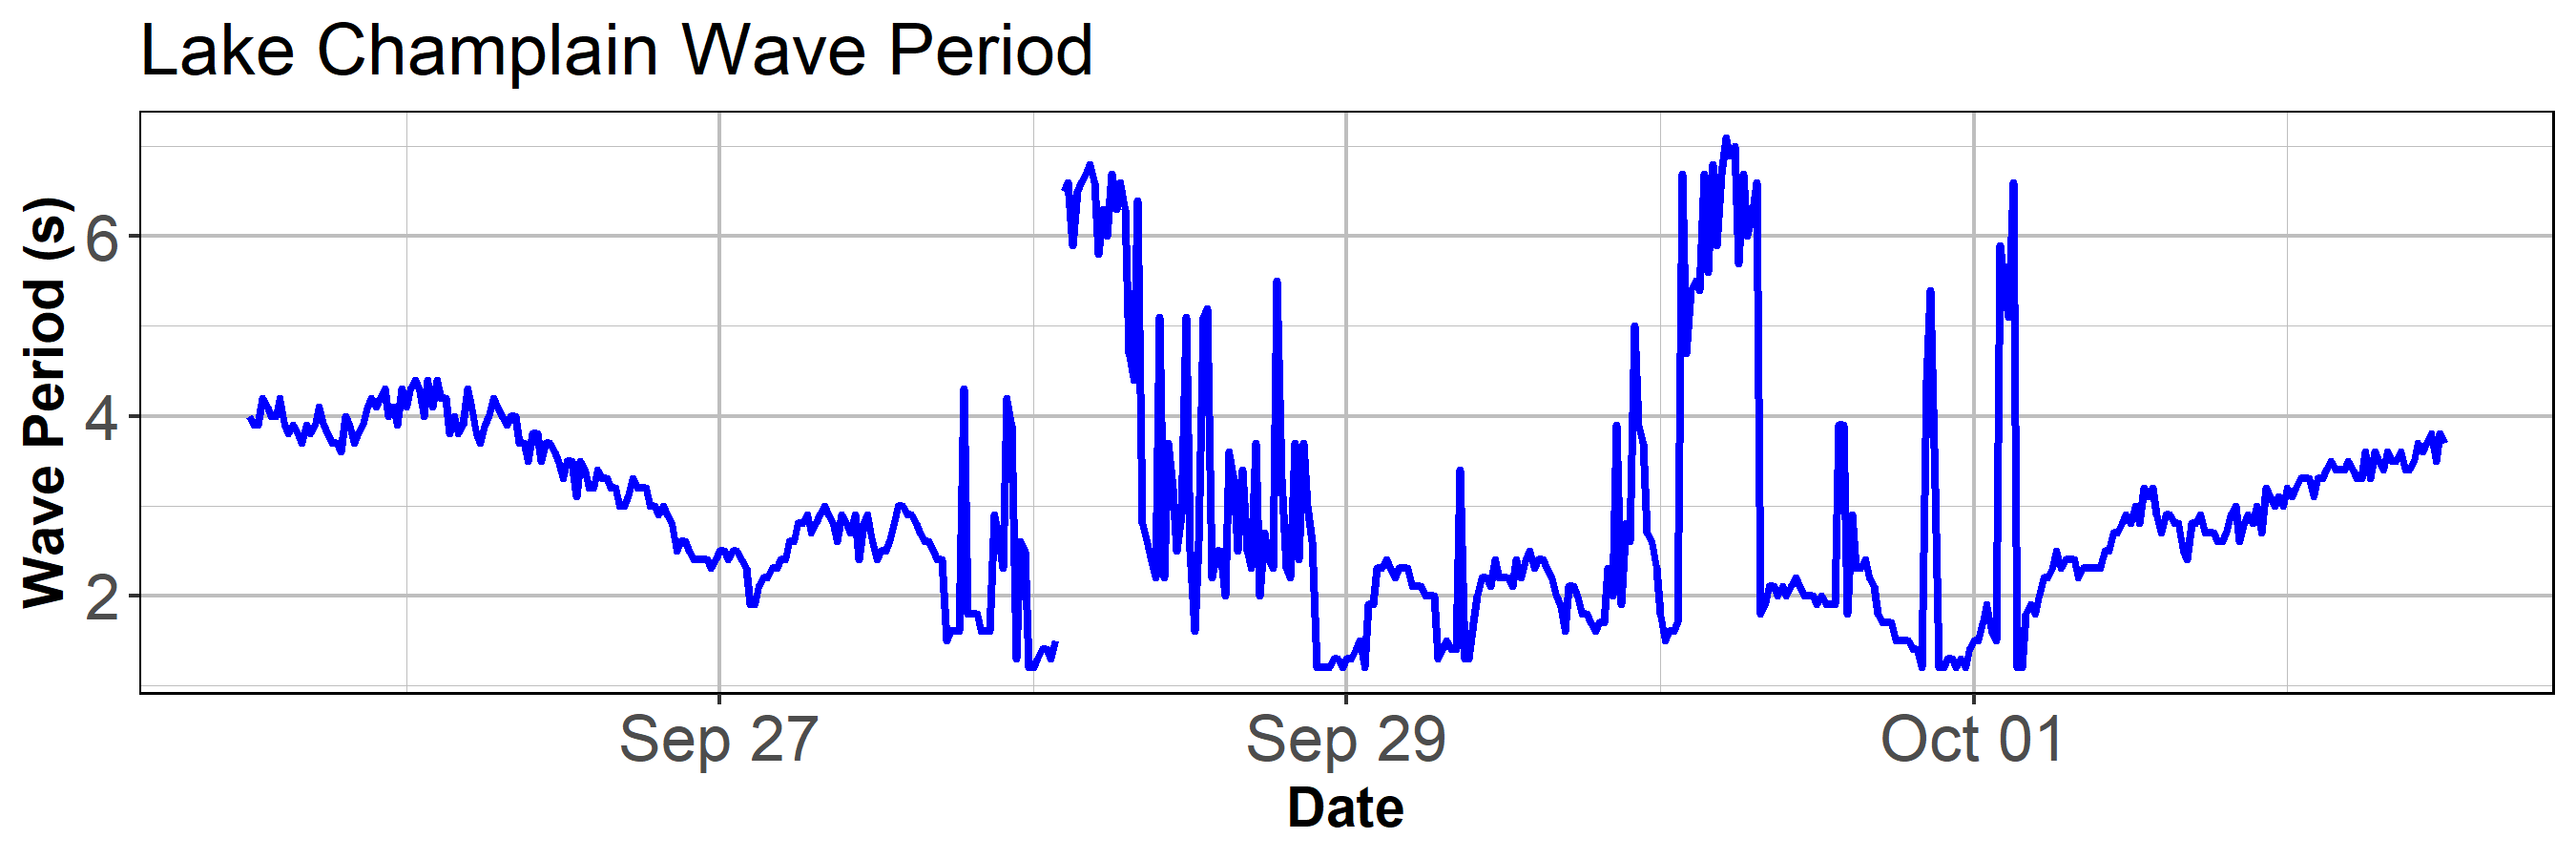 Lake Champlain Wave Period
Wave Period (s)
6
4
2
Sep 27
Sep 29
Oct 01
Date